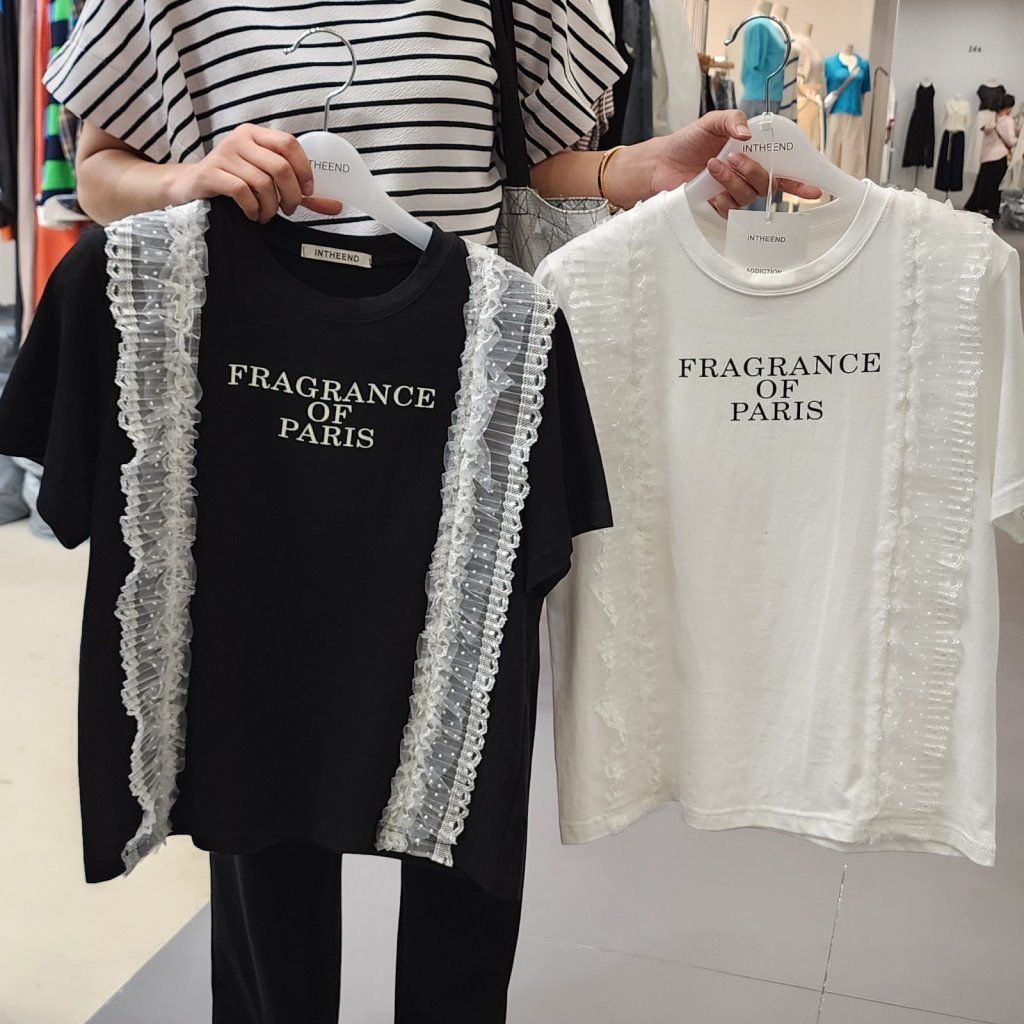 INTHEEND
INTHEEND
FRAGRANCE
OF
PARIS
INTHEEND
INTHEEND
ADDICTION
FRAGRANCE
OF
PARIS